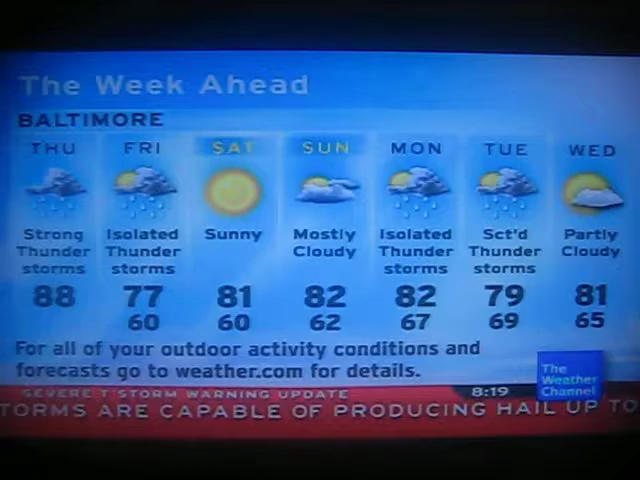 The Week Ahead
BALTIMORE
THU FRI SAT SUN MON TUE WED
Strong Thunder storms
Isolated Thunder storms
Sunny
Mostly Cloudy
Isolated Thunder storms
Sct'd Thunder storms
Partly Cloudy
88 77 81 82 82 79 81
60 60 62 67 69 65
For all of your outdoor activity conditions and
forecasts go to weather.com for details.
The
Weather
Channel
SEVERE T STORM WARNING UPDATE 8:19
TORMS ARE CAPABLE OF PRODUCING HAIL UP TO